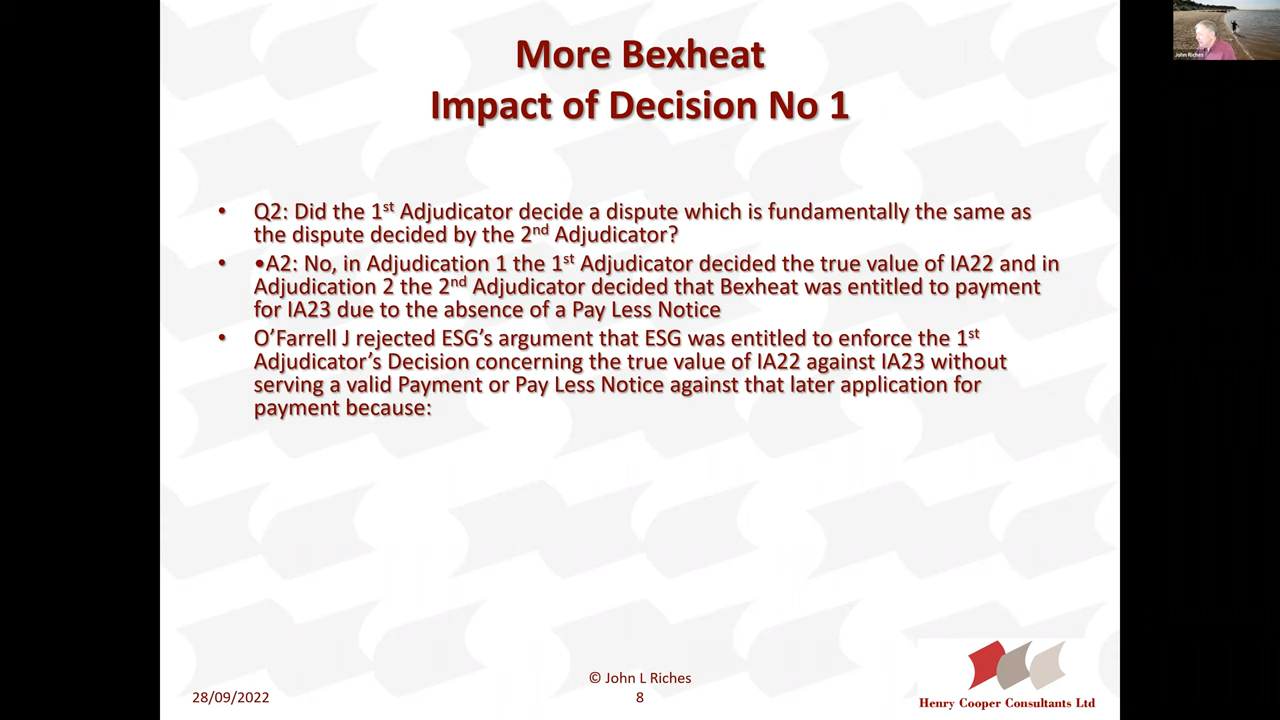 More Bexheat
Impact of Decision No 1
• Q2: Did the 1st Adjudicator decide a dispute which is fundamentally the same as
the dispute decided by the 2nd Adjudicator?
• •A2: No, in Adjudication 1 the 1st Adjudicator decided the true value of IA22 and in
Adjudication 2 the 2nd Adjudicator decided that Bexheat was entitled to payment
for IA23 due to the absence of a Pay Less Notice
• O’Farrell J rejected ESG’s argument that ESG was entitled to enforce the 1st
Adjudicator’s Decision concerning the true value of IA22 against IA23 without
serving a valid Payment or Pay Less Notice against that later application for
payment because:
28/09/2022
© John L Riches
8
Henry Cooper Consultants Ltd
John Riches